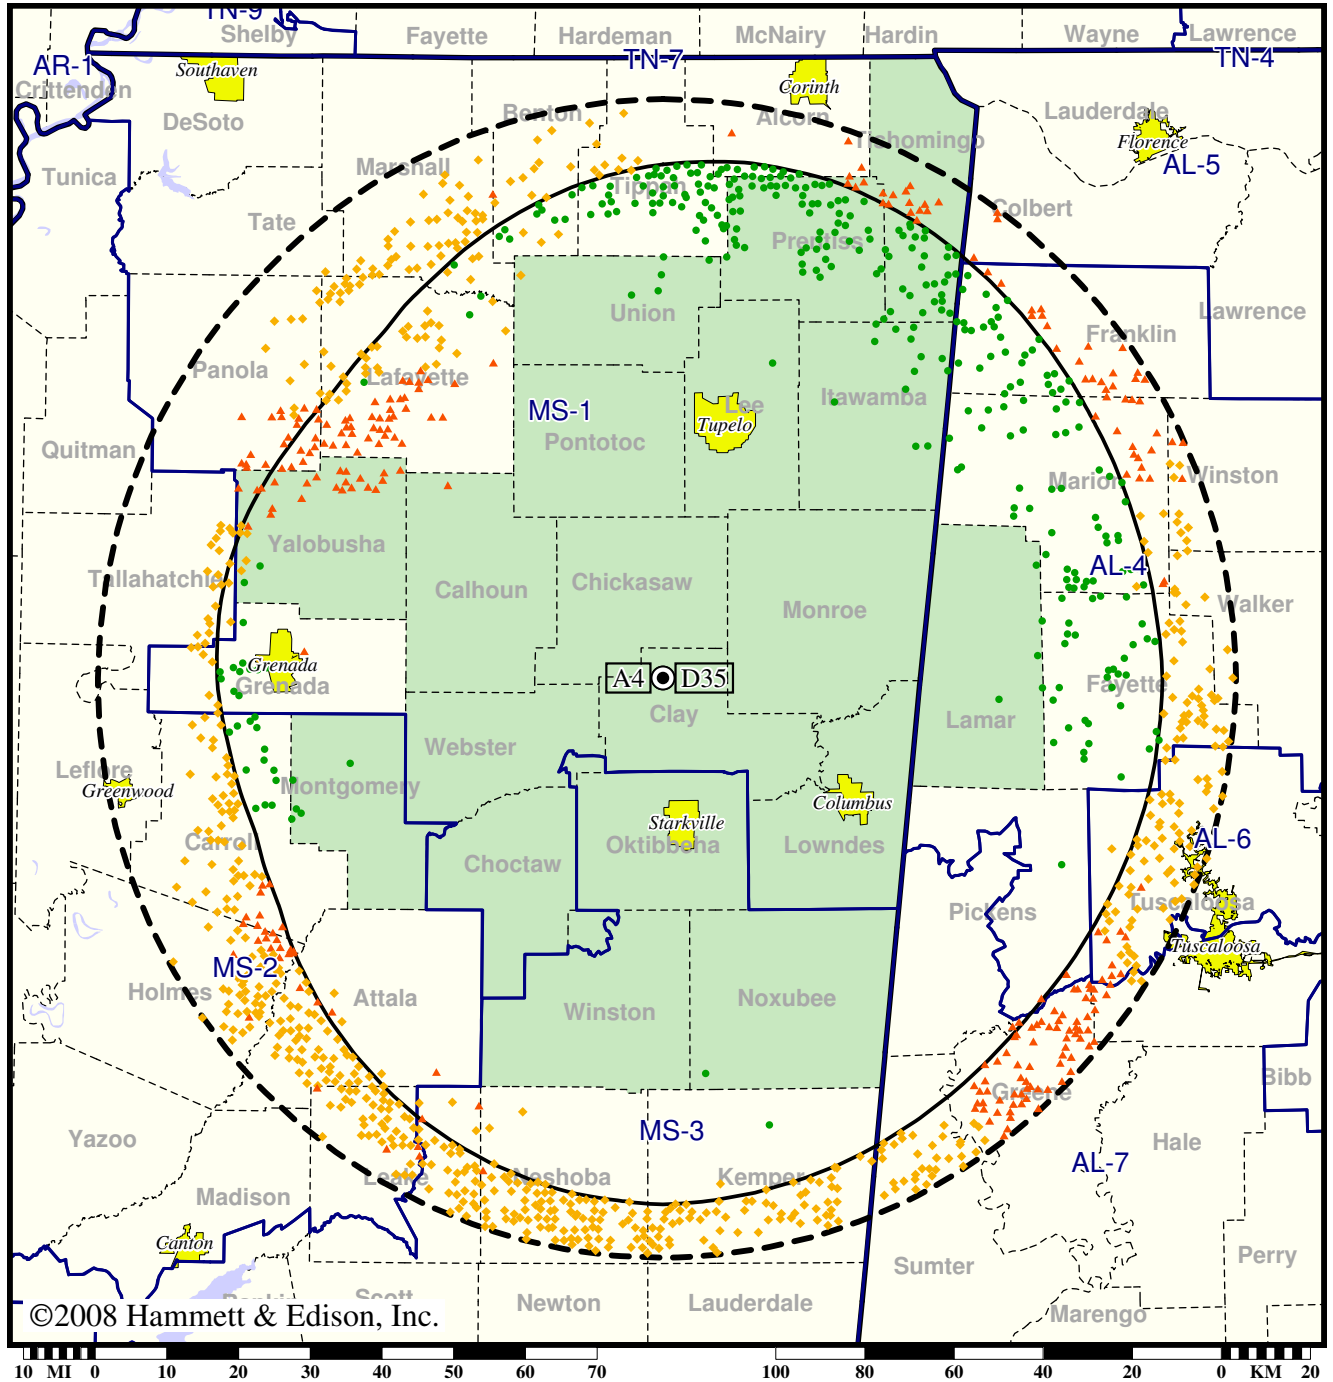 TN-9
Shelby
Fayette
Hardeman
McNairy
Hardin
Wayne
Lawrence
AR-1
Southaven
TN-7
TN-4
Crittenden
Corinth
DeSoto
Benton
Alcorn
Lauderdale
Tishomingo
Florence
Marshall
AL-5
Tunica
Tippah
Tate
Colbert
Prentiss
Union
Lawrence
Franklin
Panola
Lafayette
Itawamba
MS-1
Lee
Tupelo
Quitman
Pontotoc
Marion
Winston
Yalobusha
Tallahatchie
Calhoun
Chickasaw
AL-4
Monroe
Walker
Grenada
Grenada
A4
D35
Fayette
Clay
Lamar
Webster
Leflore
Greenwood
Montgomery
Columbus
Starkville
Carroll
Oktibbeha
Lowndes
AL-6
Choctaw
Tuscaloosa
Pickens
Tuscaloosa
MS-2
Holmes
Attala
Winston
Noxubee
Bibb
Greene
Yazoo
MS-3
Hale
AL-7
Leake
Neshoba
Kemper
Madison
Canton
Perry
Sumter
Scott
Newton
Lauderdale
Marengo
©2008 Hammett & Edison, Inc.
10 MI 0 10 20 30 40 50 60 70 100 80 60 40 20 0 KM 20